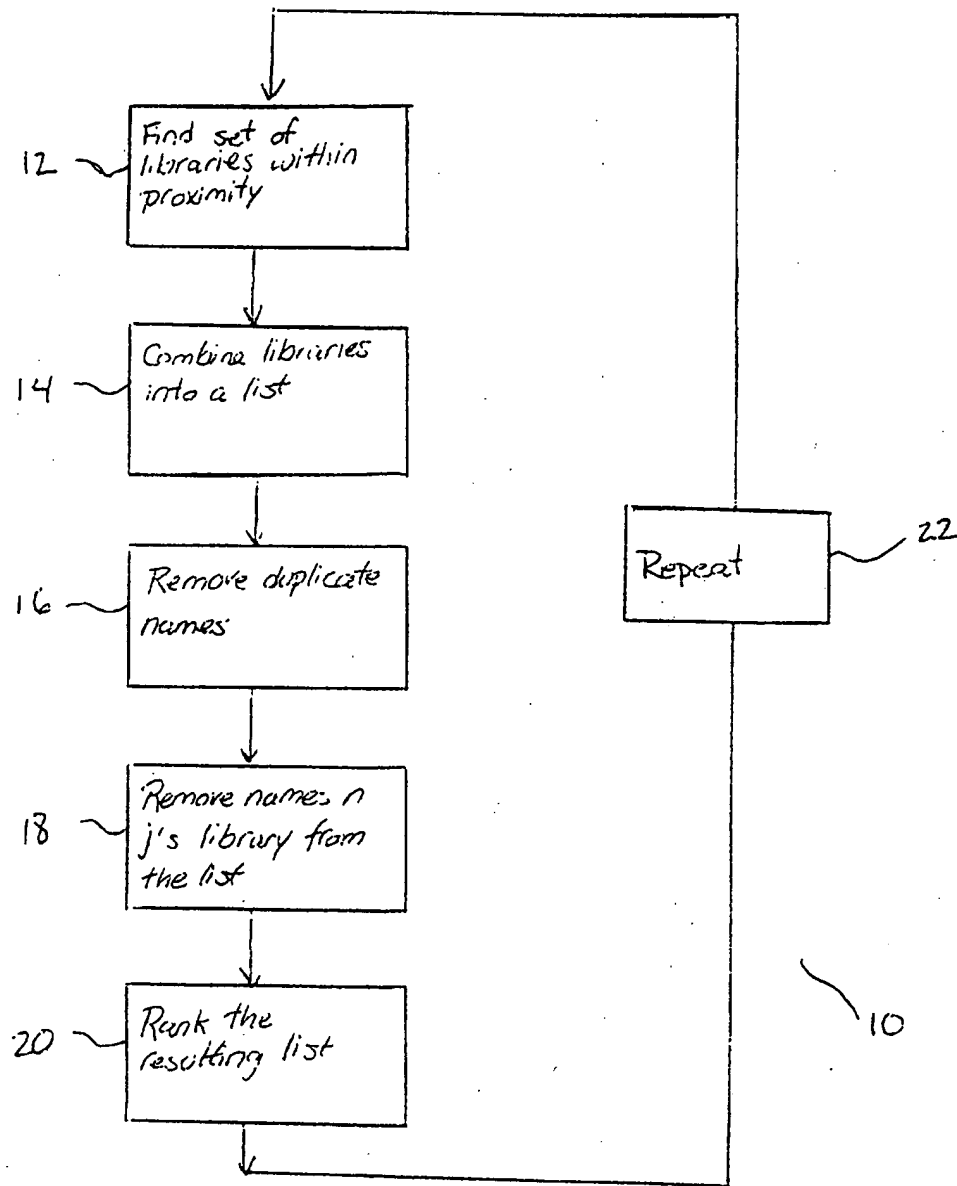 12
Find set of
libraries within
proximity
14
Combine libraries
into a list
16
Remove duplicate
names
Repeat
22
18
Remove names n
j's library from
the list
20
Rank the
resulting list
10